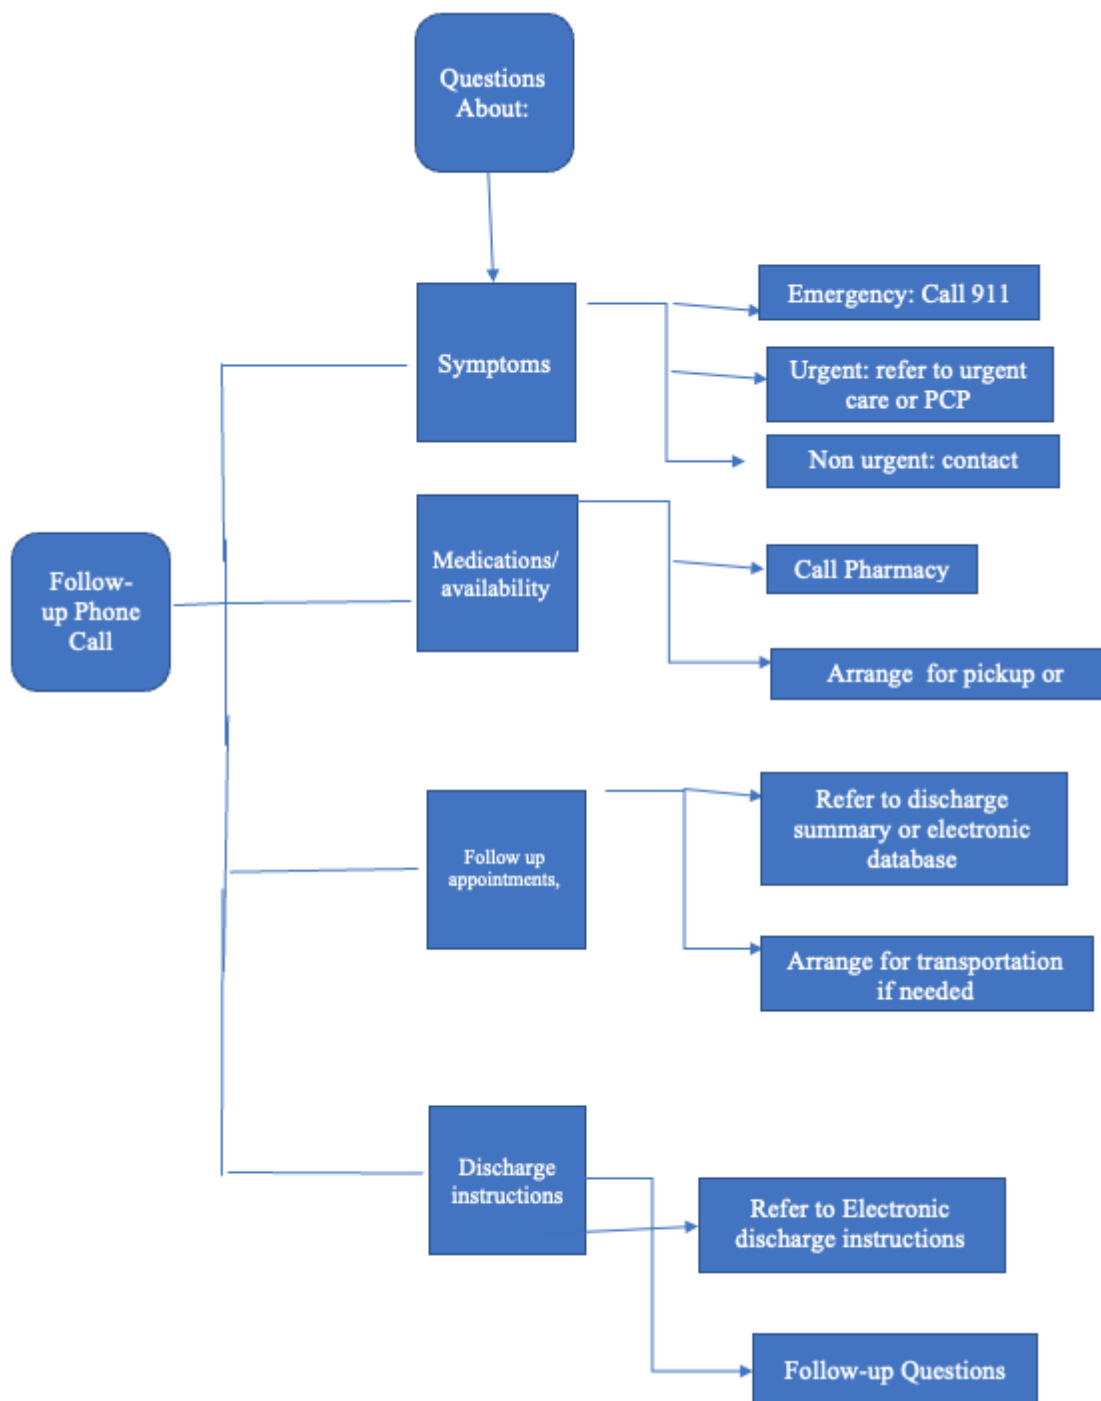 Questions
About:
Symptoms
Emergency: Call 911
Urgent: refer to urgent
care or PCP
Non urgent: contact
Follow-
up Phone
Call
Medications/
availability
Call Pharmacy
Arrange for pickup or
Follow up
appointments,
Refer to discharge
summary or electronic
database
Arrange for transportation
if needed
Discharge
instructions
Refer to Electronic
discharge instructions
Follow-up Questions